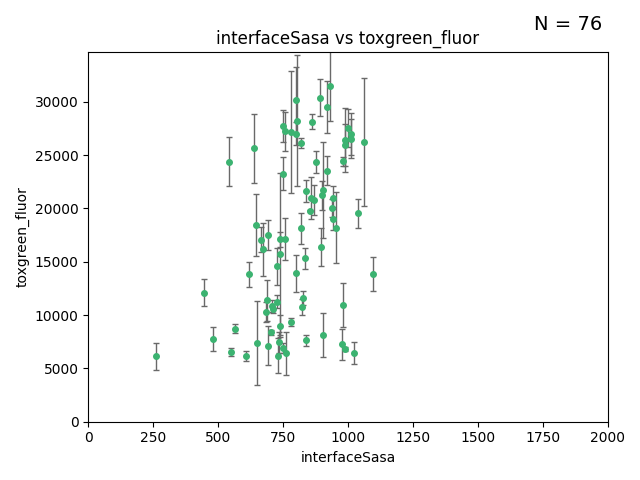 N = 76
interfaceSasa vs toxgreen_fluor
30000
25000
20000
15000
10000
5000
0
toxgreen_fluor
0 250 500 750 1000 1250 1500 1750 2000
interfaceSasa